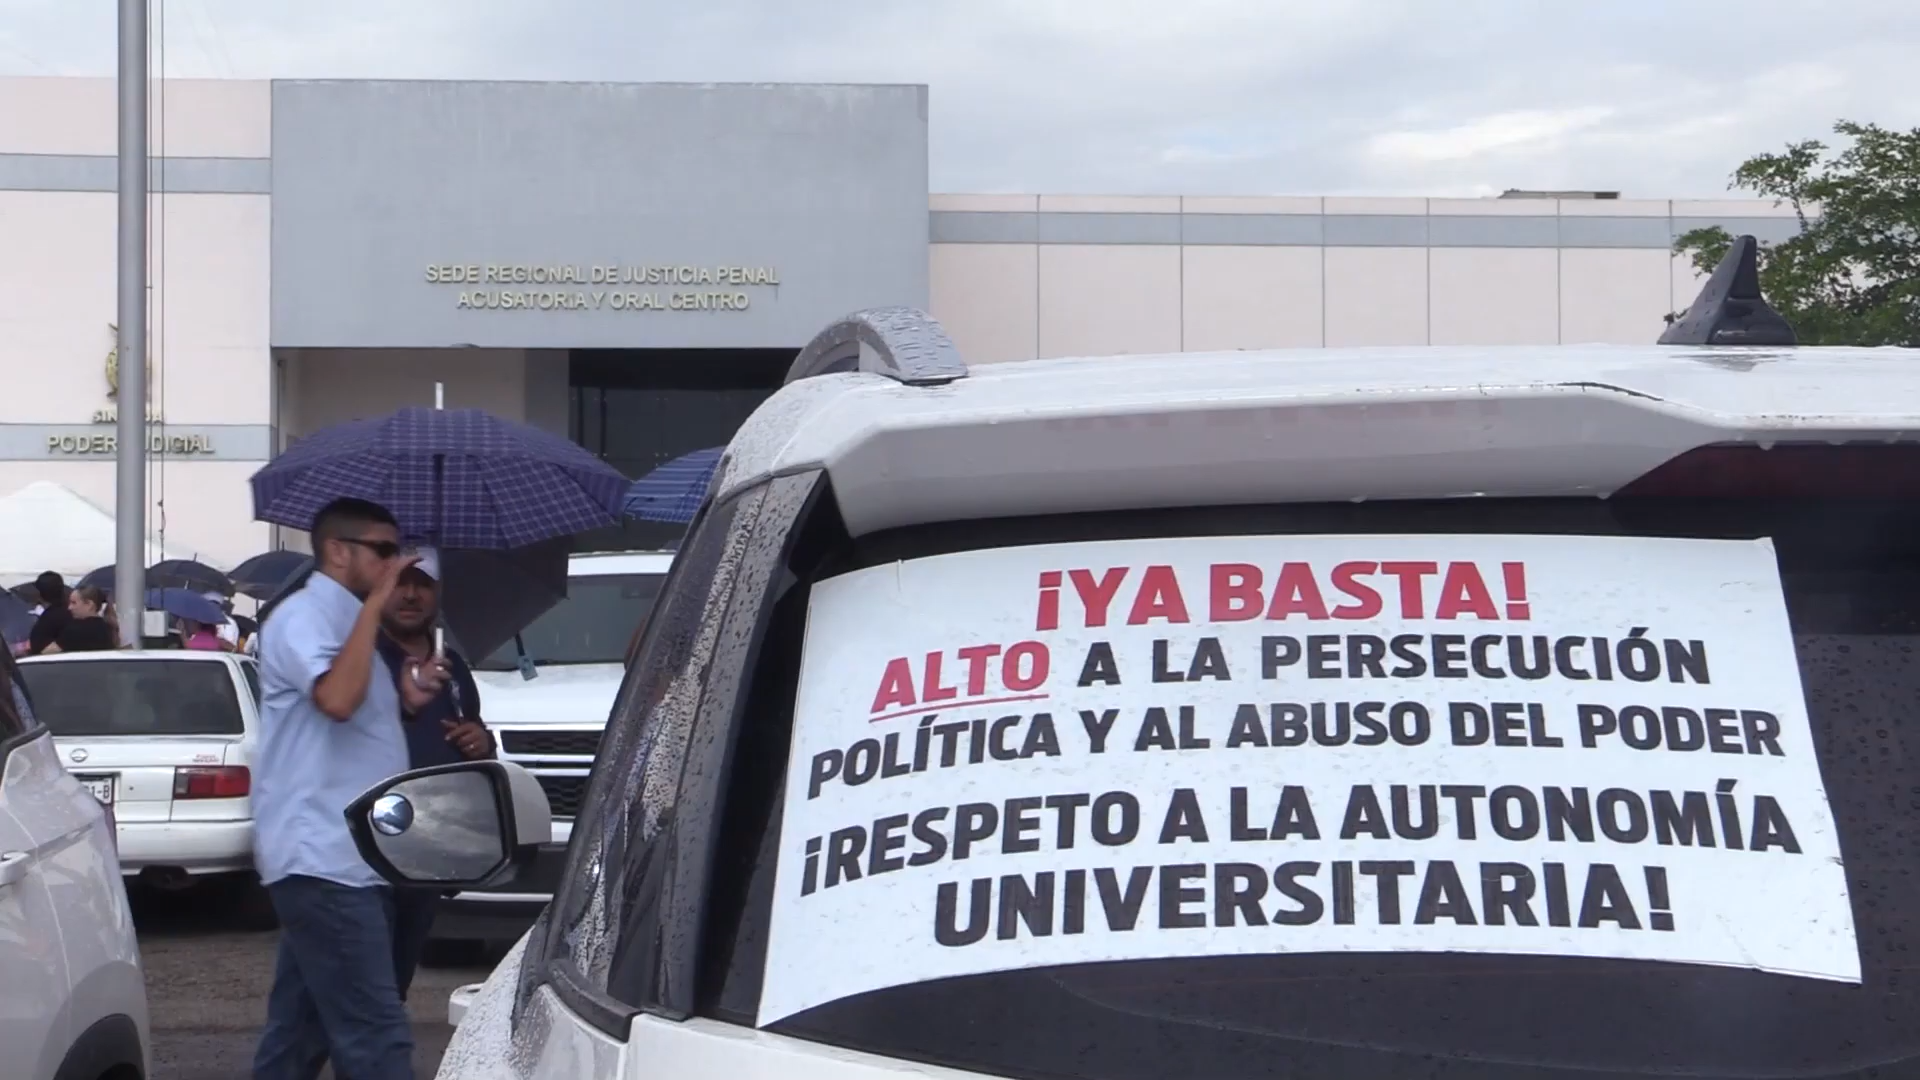 SEDE REGIONAL DE JUSTICIA PENAL
ACUSATORIA Y ORAL CENTRO
PODER JUDICIAL
¡YA BASTA!
ALTO A LA PERSECUCIÓN
POLÍTICA Y AL ABUSO DEL PODER
¡RESPETO A LA AUTONOMÍA
UNIVERSITARIA!